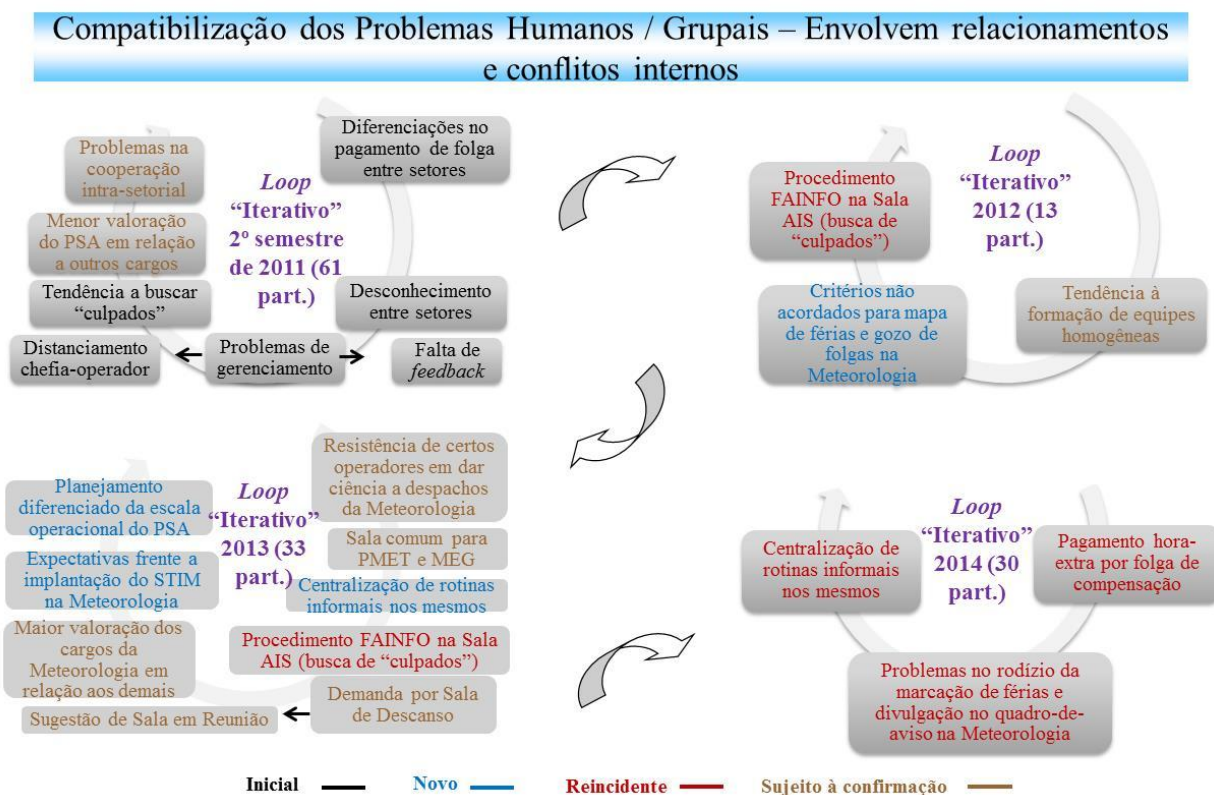 Compatibilização dos Problemas Humanos / Grupais – Envolvem relacionamentos
e conflitos internos
Problemas na
cooperação
intra-setorial
Menor valoração
do PSA em relação
a outros cargos
Tendência a buscar
“culpados”
Distanciamento
chefia-operador
Problemas de
gerenciamento
Loop
“Iterativo”
2º semestre
de 2011 (61
part.)
Diferenciações no
pagamento de folga
entre setores
Desconhecimento
entre setores
Falta de
feedback
Procedimento
FAINFO na Sala
AIS (busca de
“culpados”)
Critérios não
acordados para mapa
de férias e gozo de
folgas na
Meteorologia
Loop
“Iterativo”
2012 (13
part.)
Tendência à
formação de equipes
homogêneas
Planejamento
diferenciado da escala
operacional do PSA
Expectativas frente a
implantação do STIM
na Meteorologia
Maior valoração dos
cargos da
Meteorologia em
relação aos demais
Sugestão de Sala em Reunião
Loop
“Iterativo”
2013 (33
part.)
Resistência de certos
operadores em dar
ciência a despachos
da Meteorologia
Sala comum para
PMET e MEG
Centralização de rotinas
informais nos mesmos
Procedimento FAINFO na Sala
AIS (busca de “culpados”)
Demanda por Sala
de Descanso
Centralização de
rotinas informais
nos mesmos
Loop
“Iterativo”
2014 (30
part.)
Pagamento hora-
extra por folga de
compensação
Problemas no rodízio da
marcação de férias e
divulgação no quadro-de-
aviso na Meteorologia
Inicial Novo Reincidente Sujeito à confirmação